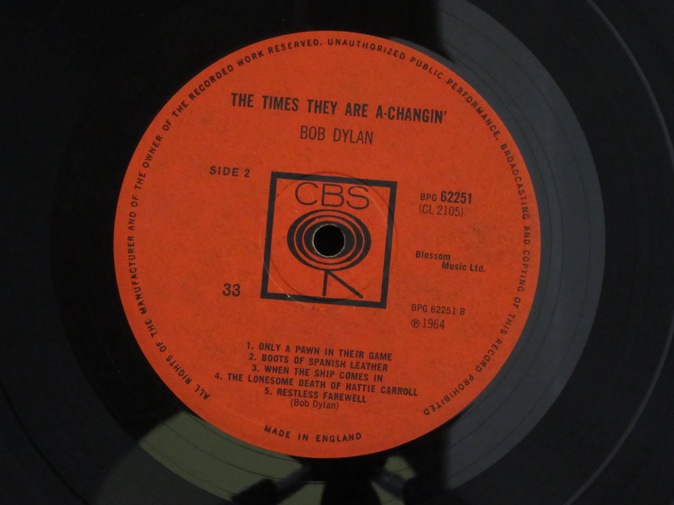 ALL RIGHTS OF THE MANUFACTURER AND OF THE OWNER OF THE RECORDED WORK RESERVED. UNAUTHORIZED PUBLIC PERFORMANCE, BROADCASTING AND COPYING OF THIS RECORD PROHIBITED
THE TIMES THEY ARE A-CHANGIN'
BOB DYLAN
SIDE 2
CBS
BPG 62251
(CL 2105)
Blossom
Music Ltd.
33
BPG 62251 B
℗ 1964
1. ONLY A PAWN IN THEIR GAME
2. BOOTS OF SPANISH LEATHER
3. WHEN THE SHIP COMES IN
4. THE LONESOME DEATH OF HATTIE CARROLL
5. RESTLESS FAREWELL
(Bob Dylan)
MADE IN ENGLAND